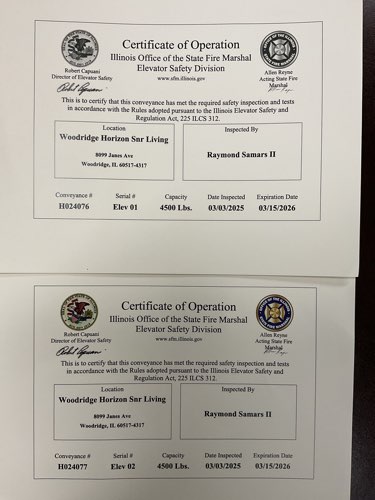 Certificate of Operation
Illinois Office of the State Fire Marshal
Elevator Safety Division
www.sfm.illinois.gov
Robert Capuani
Director of Elevator Safety
Allen Reyne
Acting State Fire
Marshal
This is to certify that this conveyance has met the required safety inspection and tests
in accordance with the Rules adopted pursuant to the Illinois Elevator Safety and
Regulation Act, 225 ILCS 312.
Location
Woodridge Horizon Snr Living
8099 Janes Ave
Woodridge, IL 60517-4317
Inspected By
Raymond Samars II
Conveyance # Serial # Capacity Date Inspected Expiration Date
H024076 Elev 01 4500 Lbs. 03/03/2025 03/15/2026
Certificate of Operation
Illinois Office of the State Fire Marshal
Elevator Safety Division
www.sfm.illinois.gov
Robert Capuani
Director of Elevator Safety
Allen Reyne
Acting State Fire
Marshal
This is to certify that this conveyance has met the required safety inspection and tests
in accordance with the Rules adopted pursuant to the Illinois Elevator Safety and
Regulation Act, 225 ILCS 312.
Location
Woodridge Horizon Snr Living
8099 Janes Ave
Woodridge, IL 60517-4317
Inspected By
Raymond Samars II
Conveyance # Serial # Capacity Date Inspected Expiration Date
H024077 Elev 02 4500 Lbs. 03/03/2025 03/15/2026